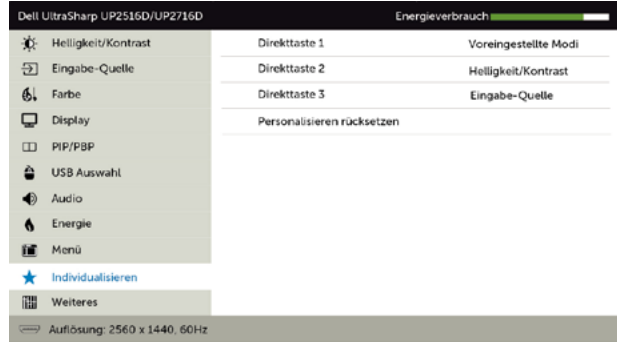 Dell UltraSharp UP2516D/UP2716D
Energieverbrauch
Helligkeit/Kontrast
Eingabe-Quelle
Farbe
Display
PIP/PBP
USB Auswahl
Audio
Energie
Menü
Individualisieren
Weiteres
Direkttaste 1 Voreingestellte Modi
Direkttaste 2 Helligkeit/Kontrast
Direkttaste 3 Eingabe-Quelle
Personalisieren rücksetzen
Auflösung: 2560 x 1440, 60Hz